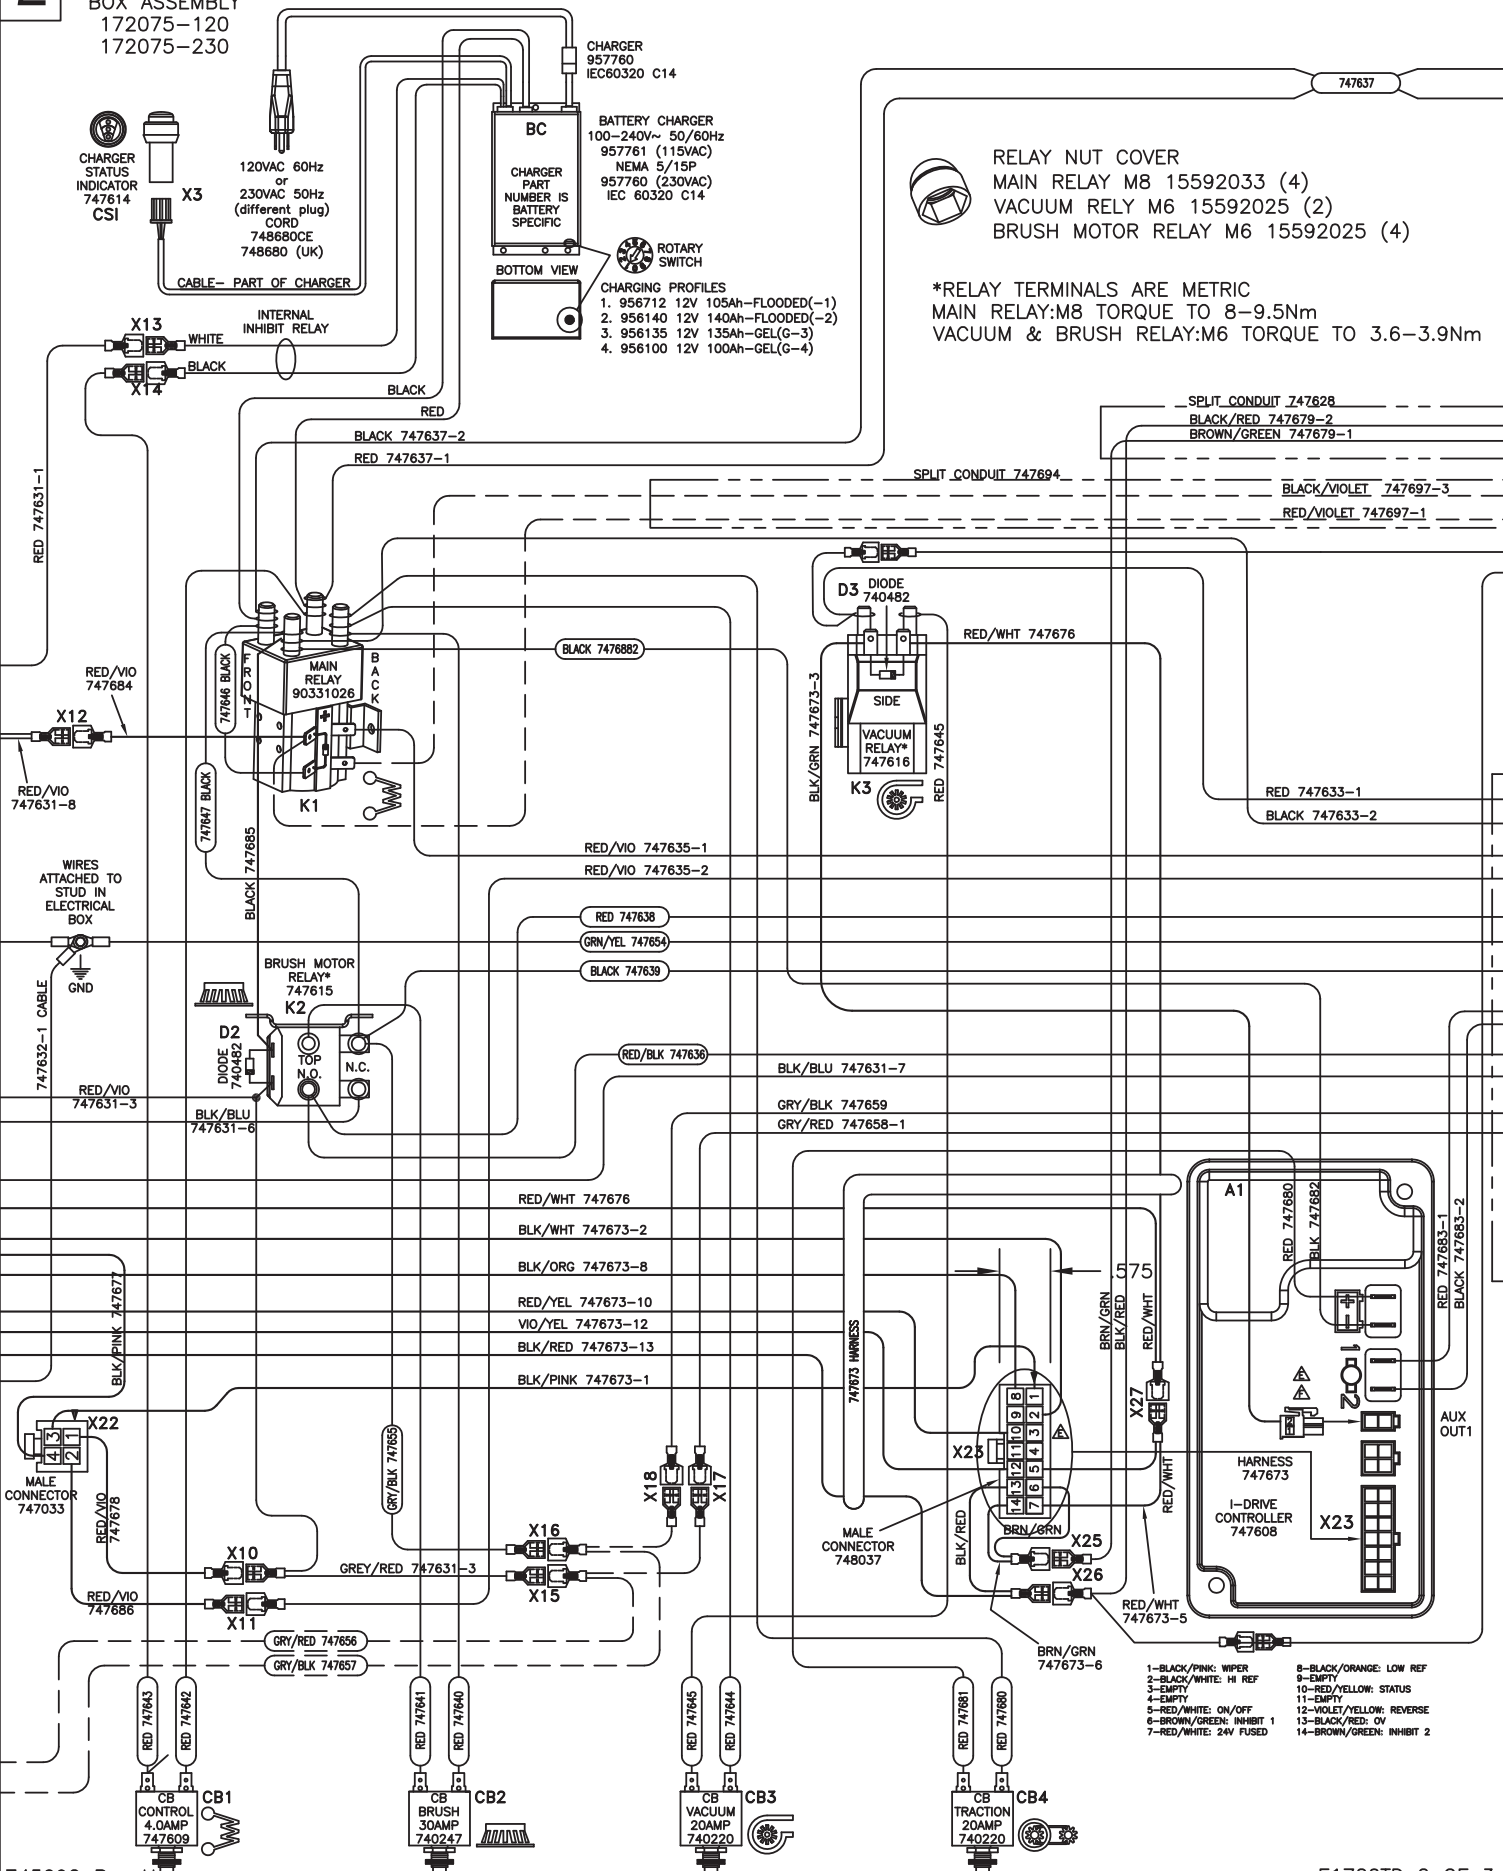 BOX ASSEMBLY
172075-120
172075-230
CHARGER
957760
IEC60320 C14
747637
BC
CHARGER
PART
NUMBER IS
BATTERY
SPECIFIC
BATTERY CHARGER
100-240V~ 50/60Hz
957761 (115VAC)
NEMA 5/15P
957760 (230VAC)
IEC 60320 C14
CHARGER
STATUS
INDICATOR
747614
CSI
X3
120VAC 60Hz
or
230VAC 50Hz
(different plug)
CORD
748680CE
748680 (UK)
RELAY NUT COVER
MAIN RELAY M8 15592033 (4)
VACUUM RELY M6 15592025 (2)
BRUSH MOTOR RELAY M6 15592025 (4)
ROTARY
SWITCH
BOTTOM VIEW
CABLE- PART OF CHARGER
CHARGING PROFILES
1. 956712 12V 105Ah-FLOODED(-1)
2. 956140 12V 140Ah-FLOODED(-2)
3. 956135 12V 135Ah-GEL(G-3)
4. 956100 12V 100Ah-GEL(G-4)
*RELAY TERMINALS ARE METRIC
MAIN RELAY:M8 TORQUE TO 8-9.5Nm
VACUUM & BRUSH RELAY:M6 TORQUE TO 3.6-3.9Nm
INTERNAL
INHIBIT RELAY
X13
WHITE
BLACK
X14
BLACK
RED
BLACK 747637-2
RED 747637-1
RED 747631-1
SPLIT CONDUIT 747628
BLACK/RED 747679-2
BROWN/GREEN 747679-1
SPLIT CONDUIT 747694
BLACK/VIOLET 747697-3
RED/VIOLET 747697-1
D3
DIODE
740482
RED/WHT 747676
BLACK 7476882
747646 BLACK
FRONT
MAIN
RELAY
90331026
BACK
RED/VIO
747684
X12
RED/VIO
747631-8
K1
SIDE
VACUUM
RELAY*
747616
K3
BLK/GRN 747673-3
RED 747645
747647 BLACK
BLACK 747685
RED 747633-1
BLACK 747633-2
RED/VIO 747635-1
RED/VIO 747635-2
WIRES
ATTACHED TO
STUD IN
ELECTRICAL
BOX
GND
RED 747638
GRN/YEL 747654
BLACK 747639
BRUSH MOTOR
RELAY*
747615
K2
747632-1 CABLE
D2
DIODE
740482
TOP
N.O.
N.C.
RED/BLK 747636
BLK/BLU 747631-7
RED/VIO
747631-3
BLK/BLU
747631-6
GRY/BLK 747659
GRY/RED 747658-1
RED/WHT 747676
BLK/WHT 747673-2
BLK/ORG 747673-8
RED/YEL 747673-10
VIO/YEL 747673-12
BLK/RED 747673-13
BLK/PINK 747673-1
BLK/PINK 747677
747673 HARNESS
.575
BRN/GRN
BLK/RED
RED/WHT
A1
RED 747680
BLK 747682
RED 747683-1
BLACK 747683-2
+
-
1
2
E
F
AUX
OUT1
HARNESS
747673
I-DRIVE
CONTROLLER
747608
X23
X22
3 1
4 2
MALE
CONNECTOR
747033
RED/VIO
747678
GRY/BLK 747655
X18
X17
X23
8 1
9 2
10 3
11 4
12 5
13 6
14 7
E
X27
RED/WHT
MALE
CONNECTOR
748037
BLK/RED
BRN/GRN
X25
X26
RED/WHT
747673-5
BRN/GRN
747673-6
X10
GREY/RED 747631-3
X16
X15
RED/VIO
747686
X11
GRY/RED 747656
GRY/BLK 747657
1-BLACK/PINK: WIPER
2-BLACK/WHITE: HI REF
3-EMPTY
4-EMPTY
5-RED/WHITE: ON/OFF
6-BROWN/GREEN: INHIBIT 1
7-RED/WHITE: 24V FUSED
8-BLACK/ORANGE: LOW REF
9-EMPTY
10-RED/YELLOW: STATUS
11-EMPTY
12-VIOLET/YELLOW: REVERSE
13-BLACK/RED: 0V
14-BROWN/GREEN: INHIBIT 2
RED 747643
RED 747642
RED 747641
RED 747640
RED 747645
RED 747644
RED 747681
RED 747680
CB
CONTROL
4.0AMP
747609
CB1
CB
BRUSH
30AMP
740247
CB2
CB
VACUUM
20AMP
740220
CB3
CB
TRACTION
20AMP
740220
CB4